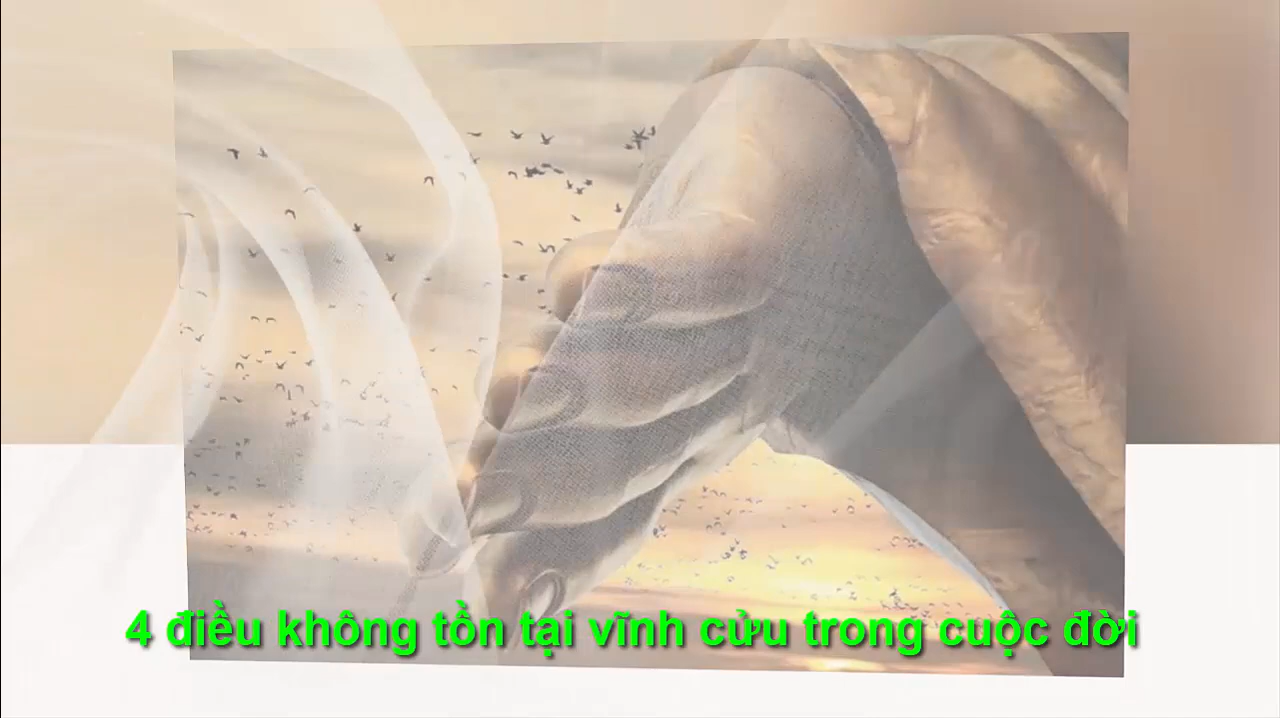 4 điều không tồn tại vĩnh cửu trong cuộc đời